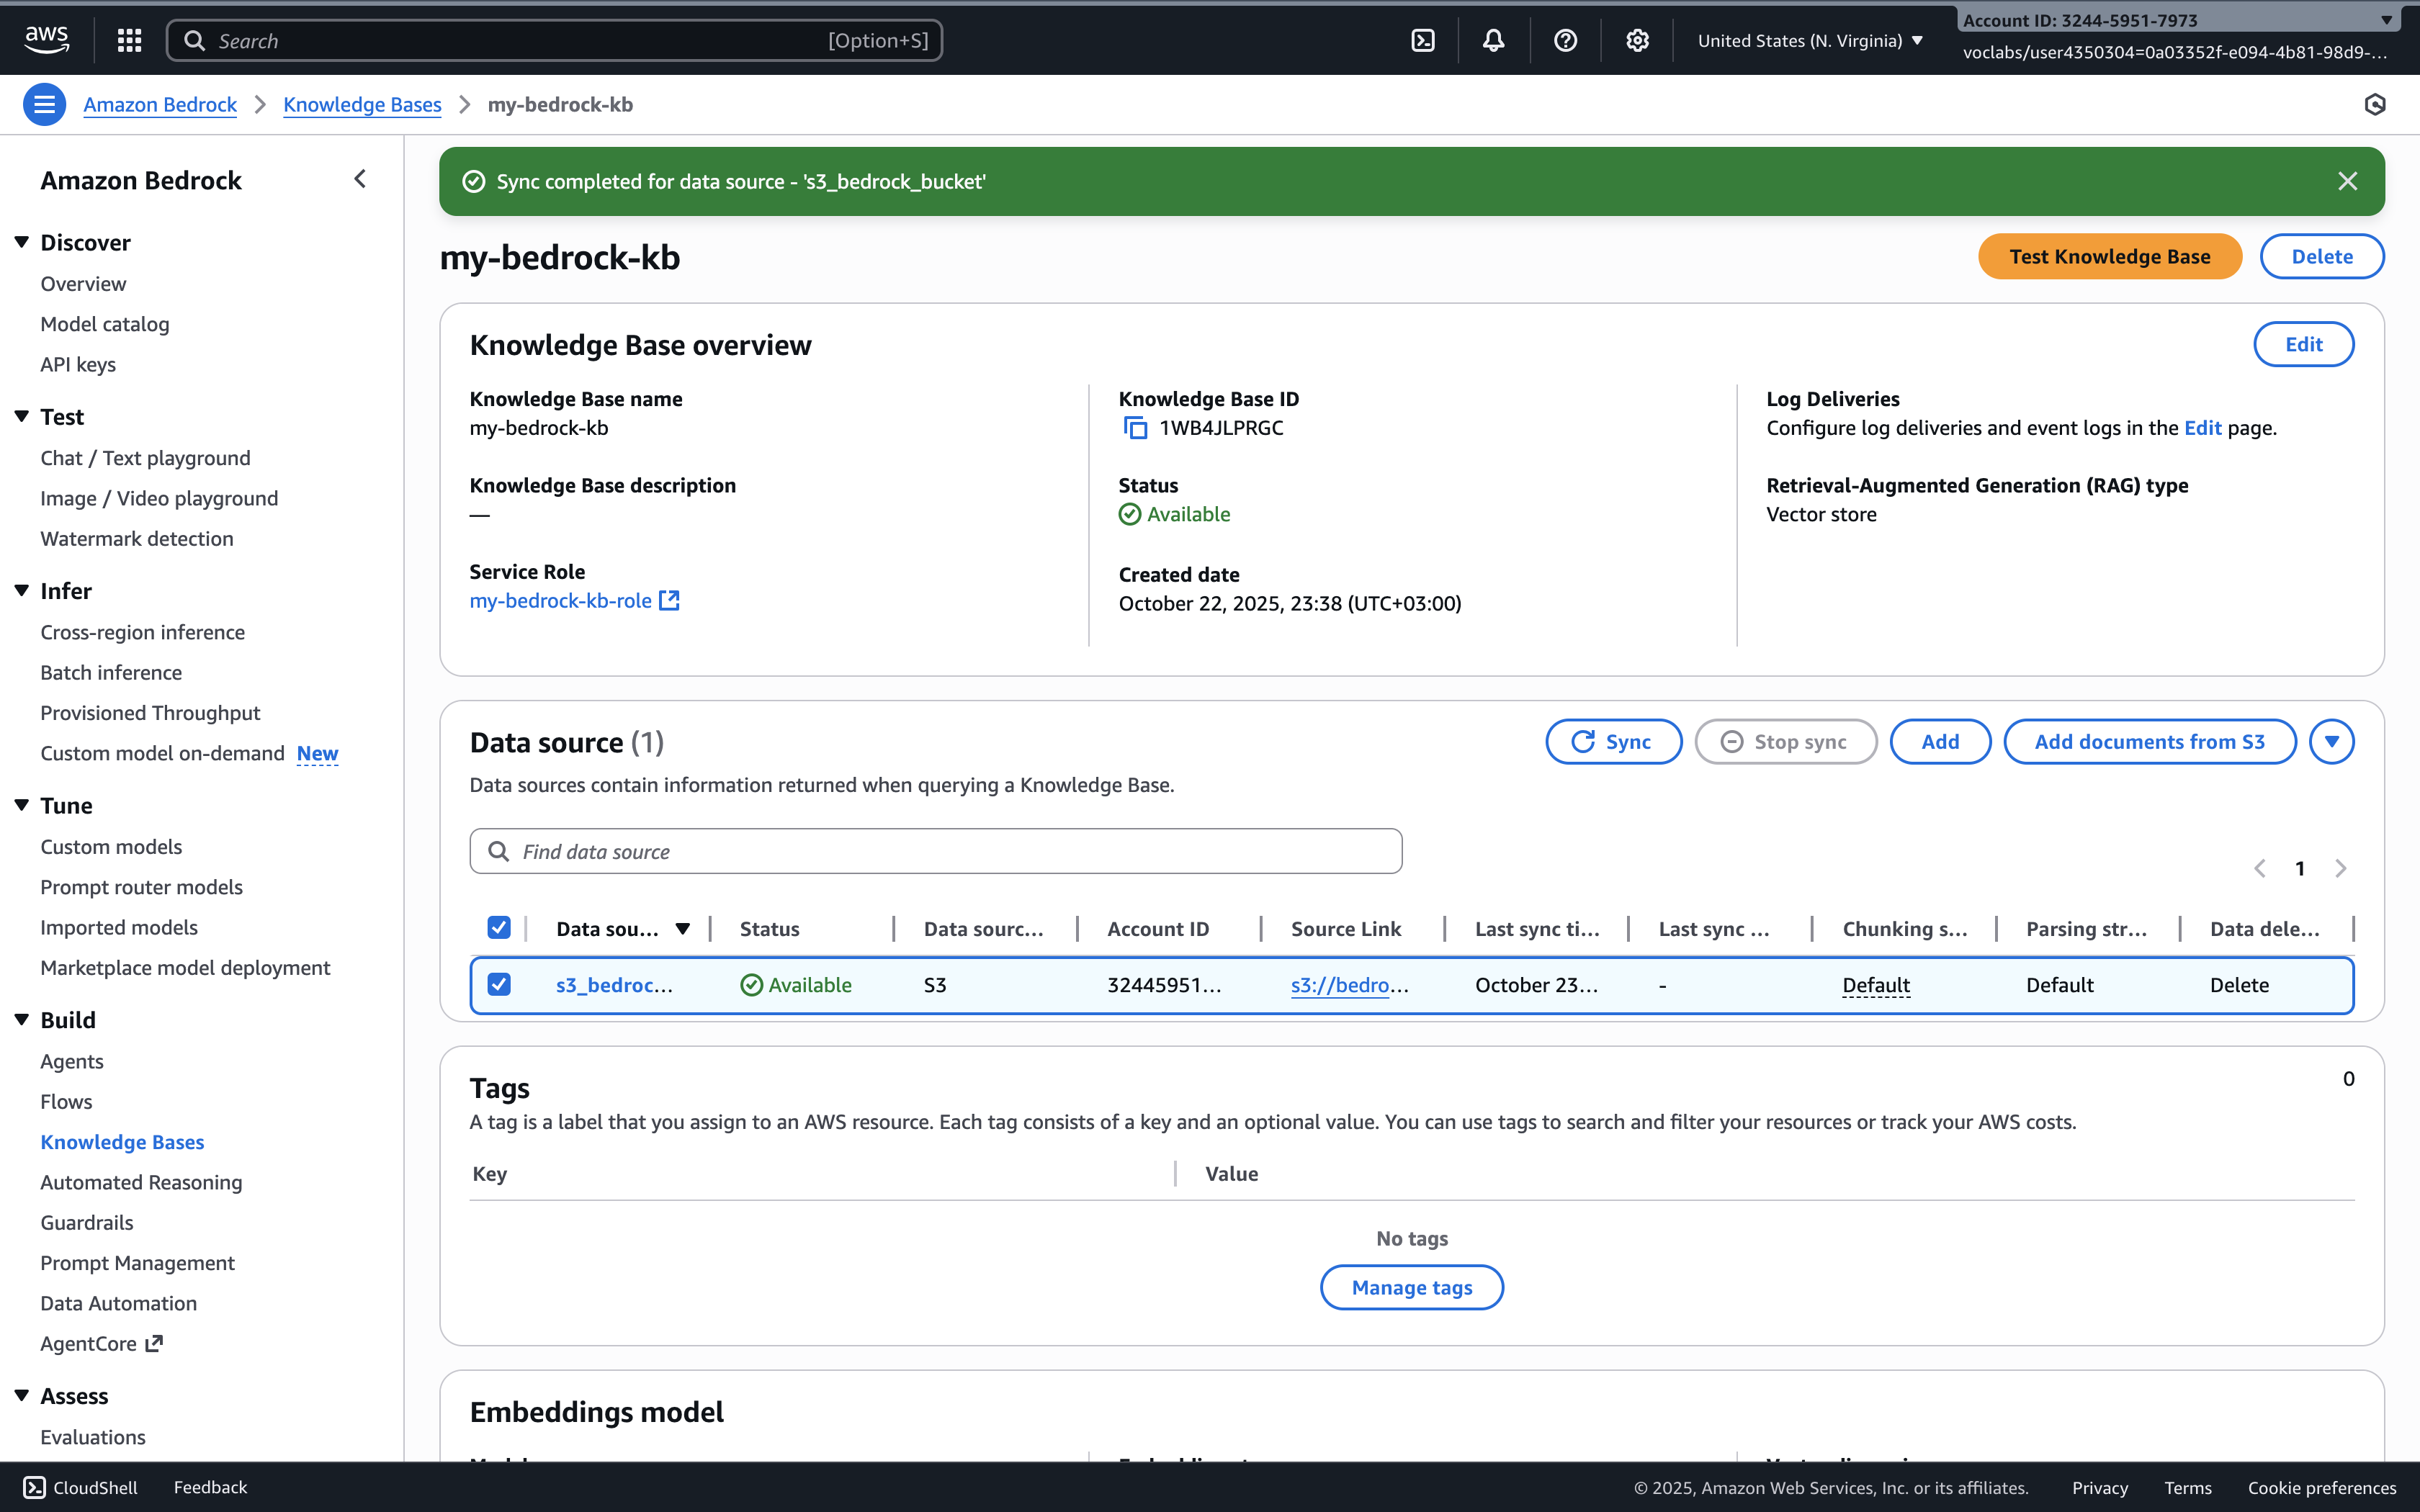 aws
Search [Option+S]
United States (N. Virginia)
Account ID: 3244-5951-7973
voclabs/user4350304=0a03352f-e094-4b81-98d9-...
Amazon Bedrock > Knowledge Bases > my-bedrock-kb
Amazon Bedrock
Discover
Overview
Model catalog
API keys
Test
Chat / Text playground
Image / Video playground
Watermark detection
Infer
Cross-region inference
Batch inference
Provisioned Throughput
Custom model on-demand New
Tune
Custom models
Prompt router models
Imported models
Marketplace model deployment
Build
Agents
Flows
Knowledge Bases
Automated Reasoning
Guardrails
Prompt Management
Data Automation
AgentCore
Assess
Evaluations
Sync completed for data source - 's3_bedrock_bucket'
my-bedrock-kb
Test Knowledge Base
Delete
Knowledge Base overview
Edit
Knowledge Base name
my-bedrock-kb
Knowledge Base description
—
Service Role
my-bedrock-kb-role
Knowledge Base ID
1WB4JLPRGC
Status
Available
Created date
October 22, 2025, 23:38 (UTC+03:00)
Log Deliveries
Configure log deliveries and event logs in the Edit page.
Retrieval-Augmented Generation (RAG) type
Vector store
Data source (1)
Sync
Stop sync
Add
Add documents from S3
Data sources contain information returned when querying a Knowledge Base.
Find data source
1
Data sou... Status Data sourc... Account ID Source Link Last sync ti... Last sync ... Chunking s... Parsing str... Data dele...
s3_bedroc... Available S3 32445951... s3://bedro... October 23... - Default Default Delete
Tags
0
A tag is a label that you assign to an AWS resource. Each tag consists of a key and an optional value. You can use tags to search and filter your resources or track your AWS costs.
Key Value
No tags
Manage tags
Embeddings model
CloudShell Feedback
© 2025, Amazon Web Services, Inc. or its affiliates. Privacy Terms Cookie preferences